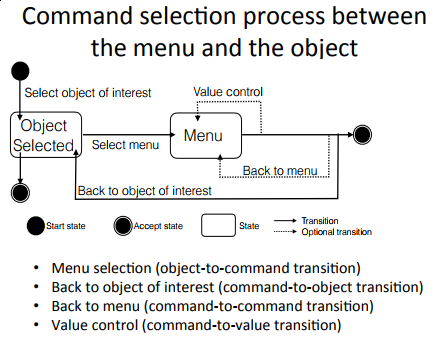 Command selection process between
the menu and the object
Select object of interest
Value control
Object
Selected
Select menu
Menu
Back to menu
Back to object of interest
Start state
Accept state
State
Transition
Optional transition
• Menu selection (object-to-command transition)
• Back to object of interest (command-to-object transition)
• Back to menu (command-to-command transition)
• Value control (command-to-value transition)